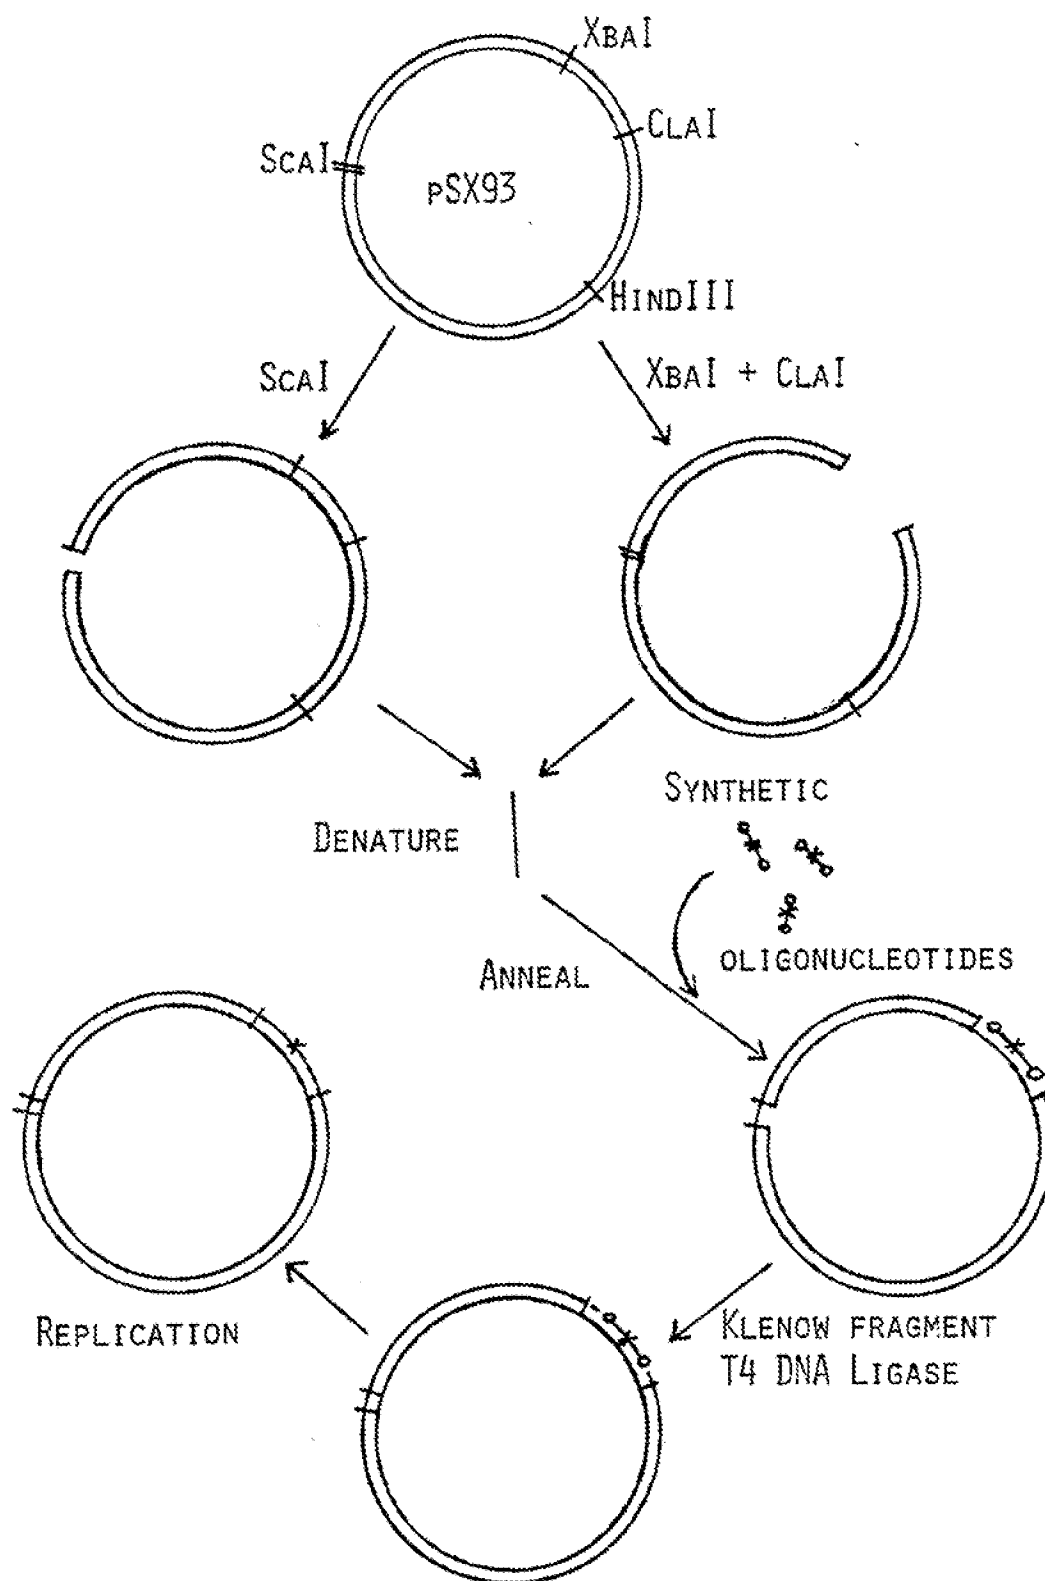 XBAI
CLAI
SCAI
PSX93
HINDIII
SCAI
XBAI + CLAI
SYNTHETIC
DENATURE
OLIGONUCLEOTIDES
ANNEAL
REPLICATION
KLENOW FRAGMENT
T4 DNA LIGASE